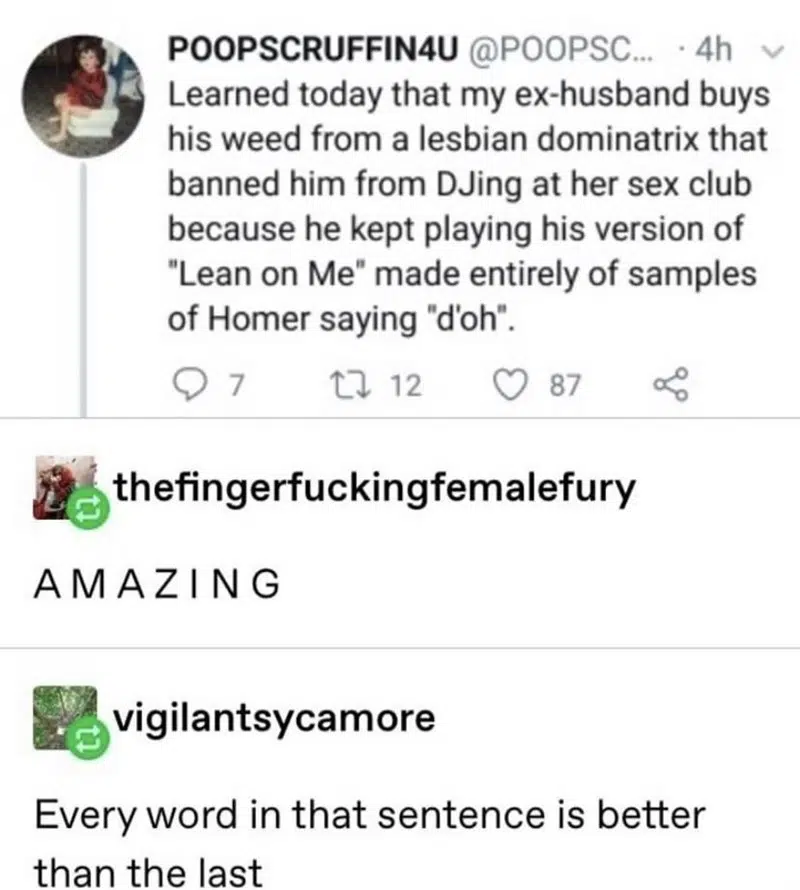 POOPSCRUFFIN4U @POOPSC... · 4h
Learned today that my ex-husband buys
his weed from a lesbian dominatrix that
banned him from DJing at her sex club
because he kept playing his version of
"Lean on Me" made entirely of samples
of Homer saying "d'oh".
7 12 87
thefingerfuckingfemalefury
A M A Z I N G
vigilantsycamore
Every word in that sentence is better
than the last